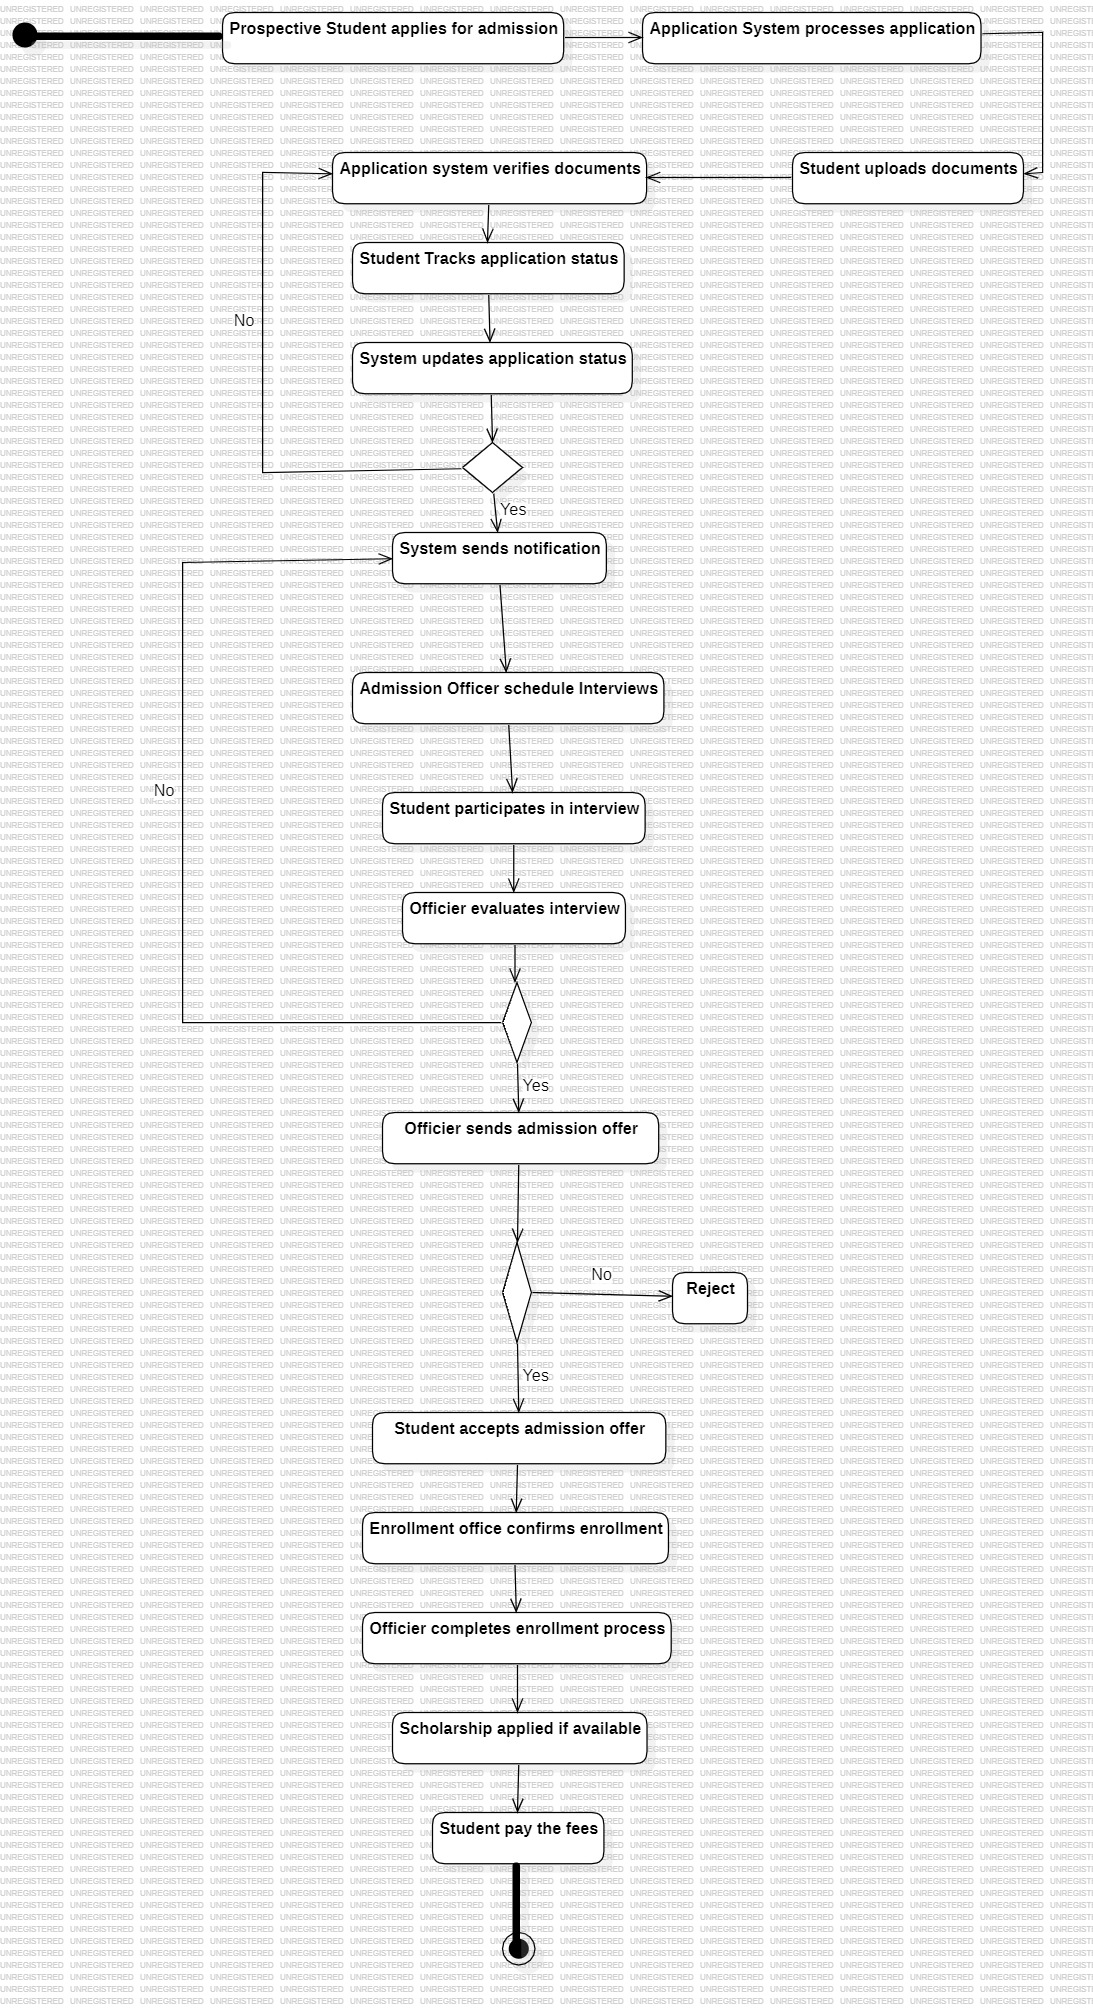 Prospective Student applies for admission
Application System processes application
Application system verifies documents
Student uploads documents
Student Tracks application status
No
System updates application status
Yes
System sends notification
Admission Officer schedule Interviews
No
Student participates in interview
Officier evaluates interview
Yes
Officier sends admission offer
No
Reject
Yes
Student accepts admission offer
Enrollment office confirms enrollment
Officier completes enrollment process
Scholarship applied if available
Student pay the fees
UNREGISTERED